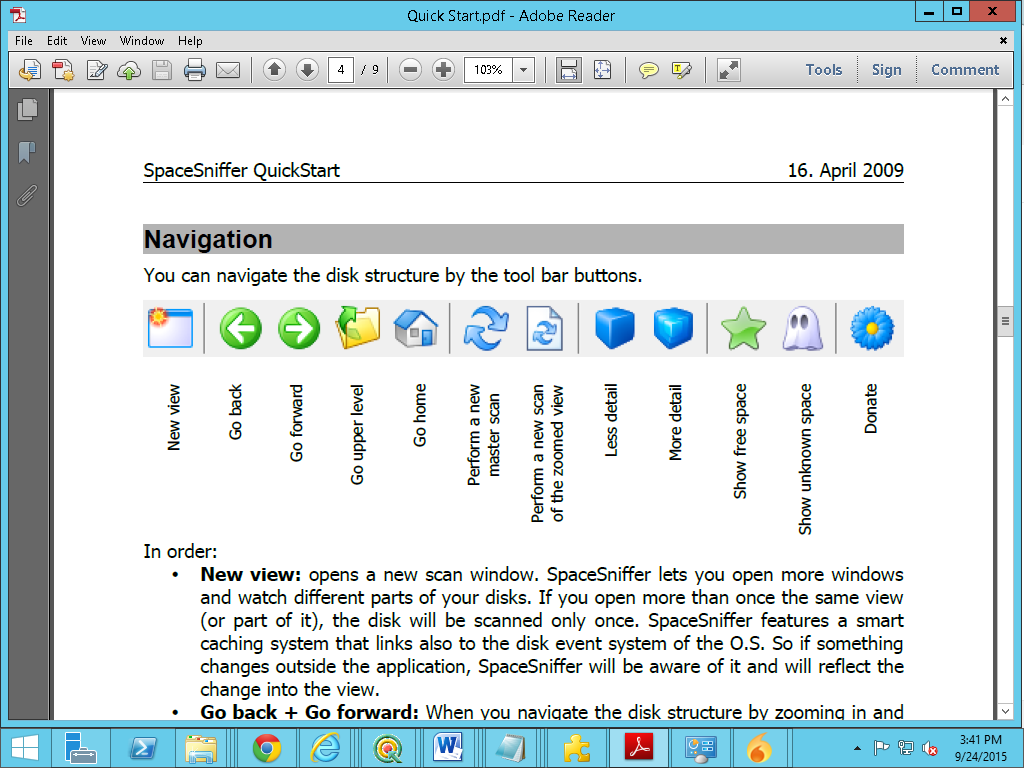 Quick Start.pdf - Adobe Reader
File Edit View Window Help
4 / 9 103% Tools Sign Comment
SpaceSniffer QuickStart 16. April 2009
Navigation
You can navigate the disk structure by the tool bar buttons.
New view
Go back
Go forward
Go upper level
Go home
Perform a new
master scan
Perform a new scan
of the zoomed view
Less detail
More detail
Show free space
Show unknown space
Donate
In order:
• New view: opens a new scan window. SpaceSniffer lets you open more windows
and watch different parts of your disks. If you open more than once the same view
(or part of it), the disk will be scanned only once. SpaceSniffer features a smart
caching system that links also to the disk event system of the O.S. So if something
changes outside the application, SpaceSniffer will be aware of it and will reflect the
change into the view.
• Go back + Go forward: When you navigate the disk structure by zooming in and
3:41 PM
9/24/2015